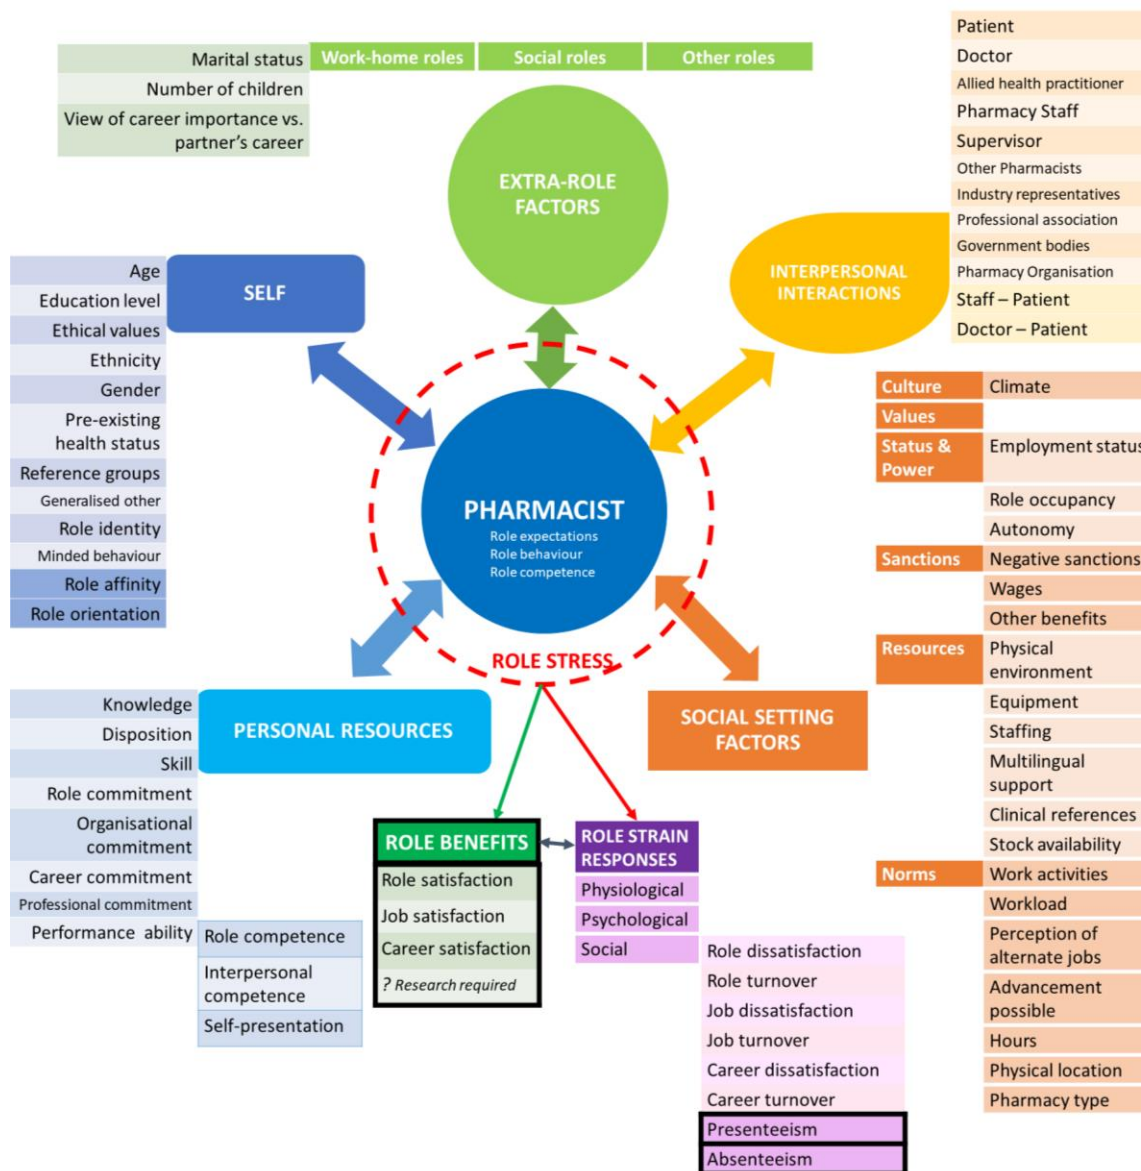 Marital status
Number of children
View of career importance vs.
partner's career
Work-home roles
Social roles
Other roles
EXTRA-ROLE
FACTORS
Patient
Doctor
Allied health practitioner
Pharmacy Staff
Supervisor
Other Pharmacists
Industry representatives
Professional association
Government bodies
Pharmacy Organisation
Staff – Patient
Doctor – Patient
INTERPERSONAL
INTERACTIONS
SELF
Age
Education level
Ethical values
Ethnicity
Gender
Pre-existing
health status
Reference groups
Generalised other
Role identity
Minded behaviour
Role affinity
Role orientation
PHARMACIST
Role expectations
Role behaviour
Role competence
ROLE STRESS
Culture
Climate
Values
Status &
Power
Employment status
Role occupancy
Autonomy
Sanctions
Negative sanctions
Wages
Other benefits
Resources
Physical
environment
Equipment
Staffing
Multilingual
support
Clinical references
Stock availability
Norms
Work activities
Workload
Perception of
alternate jobs
Advancement
possible
Hours
Physical location
Pharmacy type
SOCIAL SETTING
FACTORS
PERSONAL RESOURCES
Knowledge
Disposition
Skill
Role commitment
Organisational
commitment
Career commitment
Professional commitment
Performance ability
Role competence
Interpersonal
competence
Self-presentation
ROLE BENEFITS
Role satisfaction
Job satisfaction
Career satisfaction
? Research required
ROLE STRAIN
RESPONSES
Physiological
Psychological
Social
Role dissatisfaction
Role turnover
Job dissatisfaction
Job turnover
Career dissatisfaction
Career turnover
Presenteeism
Absenteeism